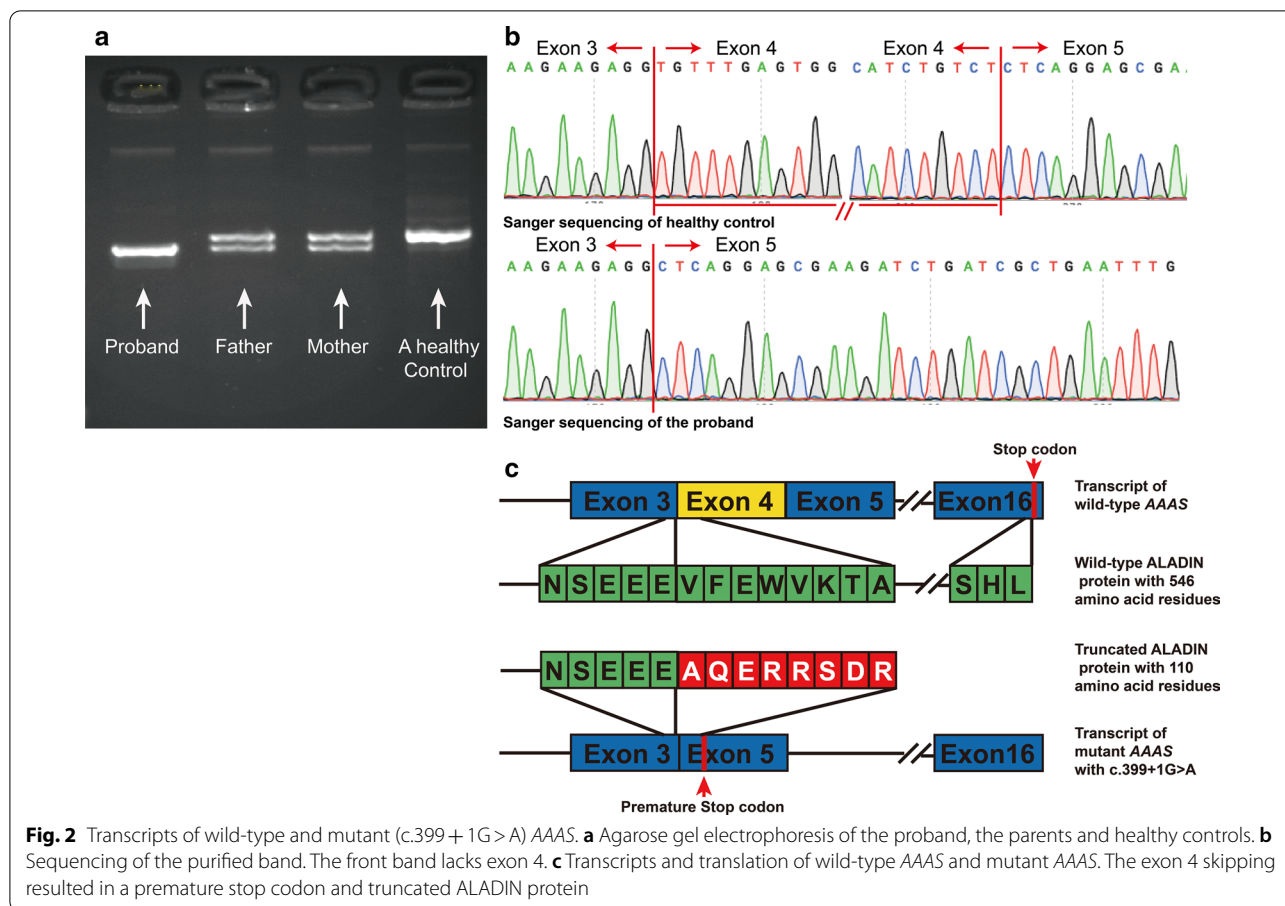 a
Proband
Father
Mother
A healthy
Control
b
Exon 3
Exon 4
Exon 4
Exon 5
AAGAAGAGGTGTTTGAGTGG
CATCTGTCTCTCAGGAGCGA
Sanger sequencing of healthy control
Exon 3
Exon 5
AAGAAGAGGCTCAGGAGCGAAGATCTGATCGCTGAATTTG
Sanger sequencing of the proband
c
Stop codon
Exon 3
Exon 4
Exon 5
Exon16
Transcript of
wild-type AAAS
NSEEEVFEWVKTA
SHL
Wild-type ALADIN
protein with 546
amino acid residues
NSEEEAQERRSDR
Truncated ALADIN
protein with 110
amino acid residues
Exon 3
Exon 5
Exon16
Transcript of
mutant AAAS
with c.399+1G>A
Premature Stop codon
Fig. 2 Transcripts of wild-type and mutant (c.399 + 1G > A) AAAS. a Agarose gel electrophoresis of the proband, the parents and healthy controls. b
Sequencing of the purified band. The front band lacks exon 4. c Transcripts and translation of wild-type AAAS and mutant AAAS. The exon 4 skipping
resulted in a premature stop codon and truncated ALADIN protein